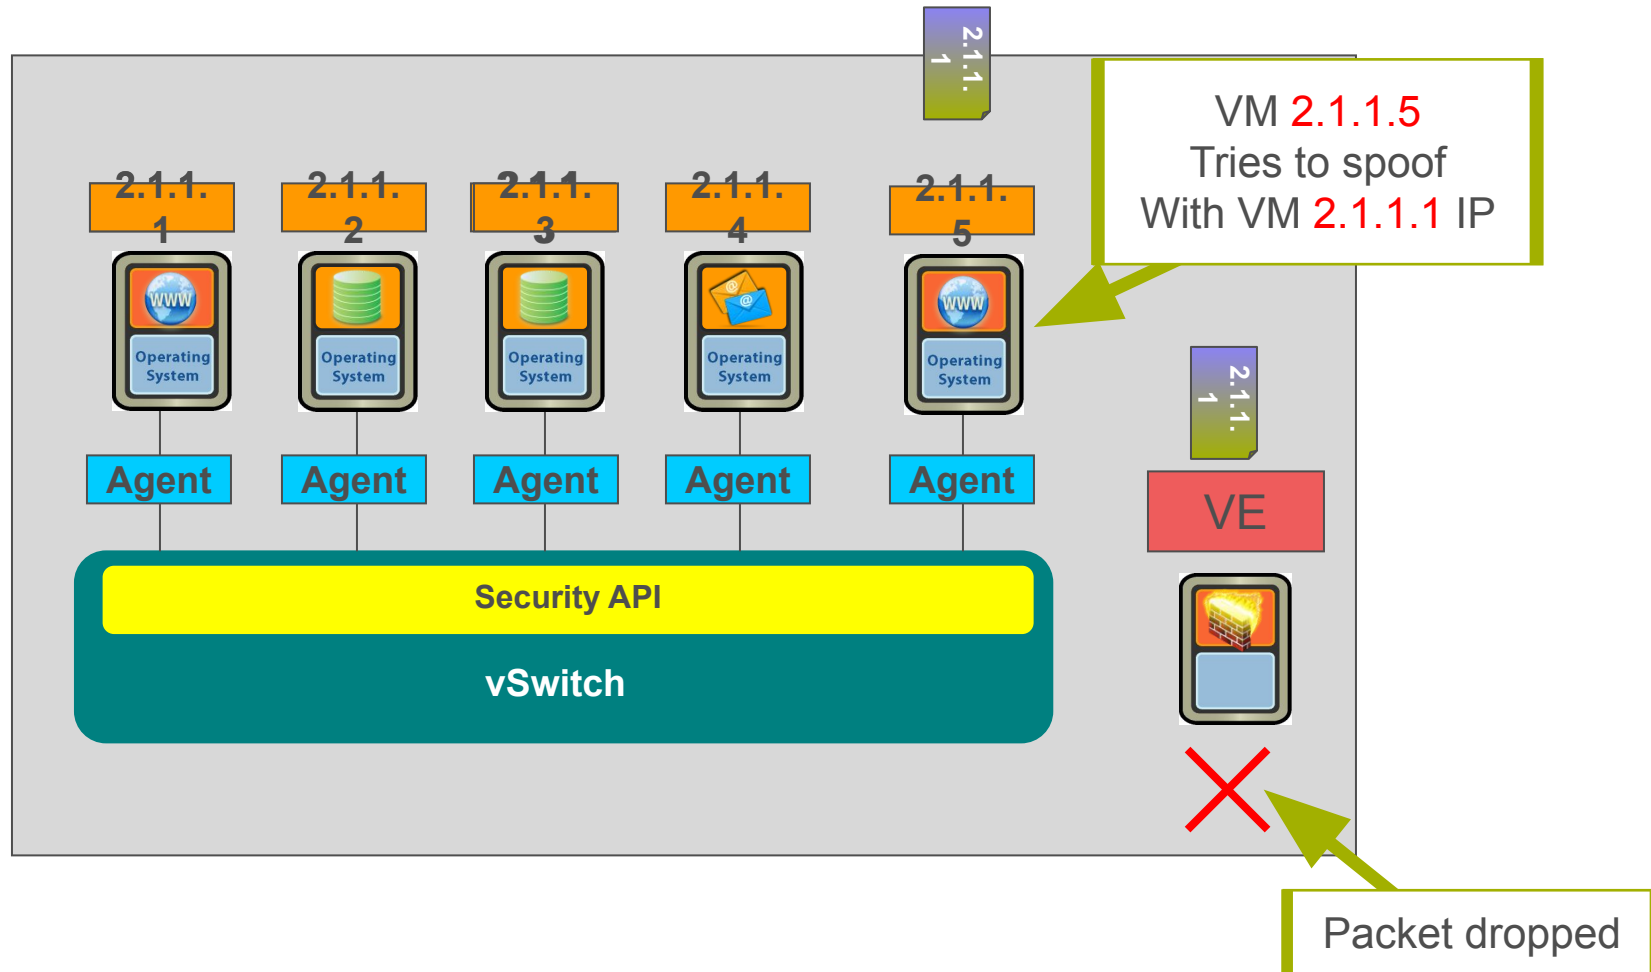 2.1.1.
1
VM 2.1.1.5
Tries to spoof
With VM 2.1.1.1 IP
2.1.1.
1
2.1.1.
2
2.1.1.
3
2.1.1.
4
2.1.1.
5
WWW
@
@
WWW
Operating
System
Operating
System
Operating
System
Operating
System
Operating
System
2.1.1.
1
Agent
Agent
Agent
Agent
Agent
VE
Security API
vSwitch
Packet dropped